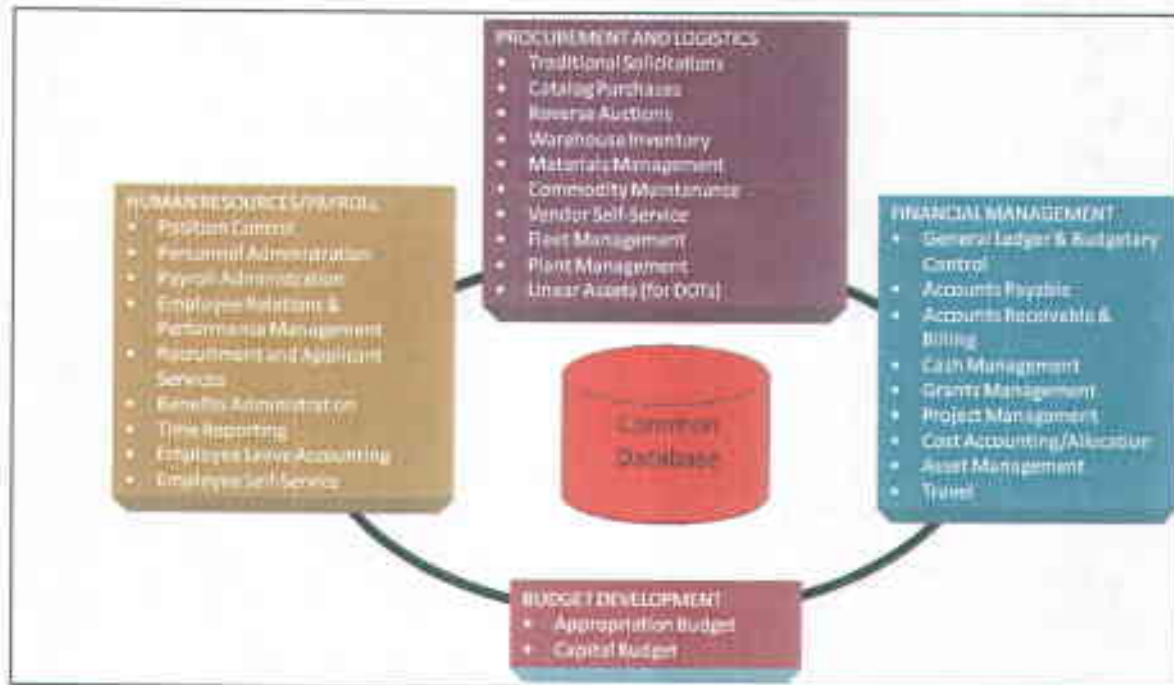 PROCUREMENT AND LOGISTICS
• Traditional Solicitations
• Catalog Purchases
• Reverse Auctions
• Warehouse Inventory
• Materials Management
• Commodity Maintanance
• Vendor Self-Service
• Fleet Management
• Plant Management
• Linear Assets (for DOTs)
HUMAN RESOURCES/PAYROLL
• Position Control
• Personnel Administration
• Payroll Administration
• Employee Relations &
Performance Management
• Recruitment and Applicant
Services
• Benefits Administration
• Time Reporting
• Employee Leave Accounting
• Employee Self-Service
FINANCIAL MANAGEMENT
• General Ledger & Budgetary
Control
• Accounts Payable
• Accounts Receivable &
Billing
• Cash Management
• Grants Management
• Project Management
• Cost Accounting/Allocation
• Asset Management
• Travel
Common
Database
BUDGET DEVELOPMENT
• Appropriation Budget
• Capital Budget